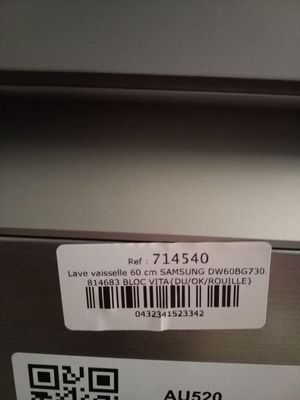 Ref : 714540
Lave vaisselle 60 cm SAMSUNG DW60BG730
814683 BLOC VITA{DU/OK/ROUILLE}
0432341523342
AU520